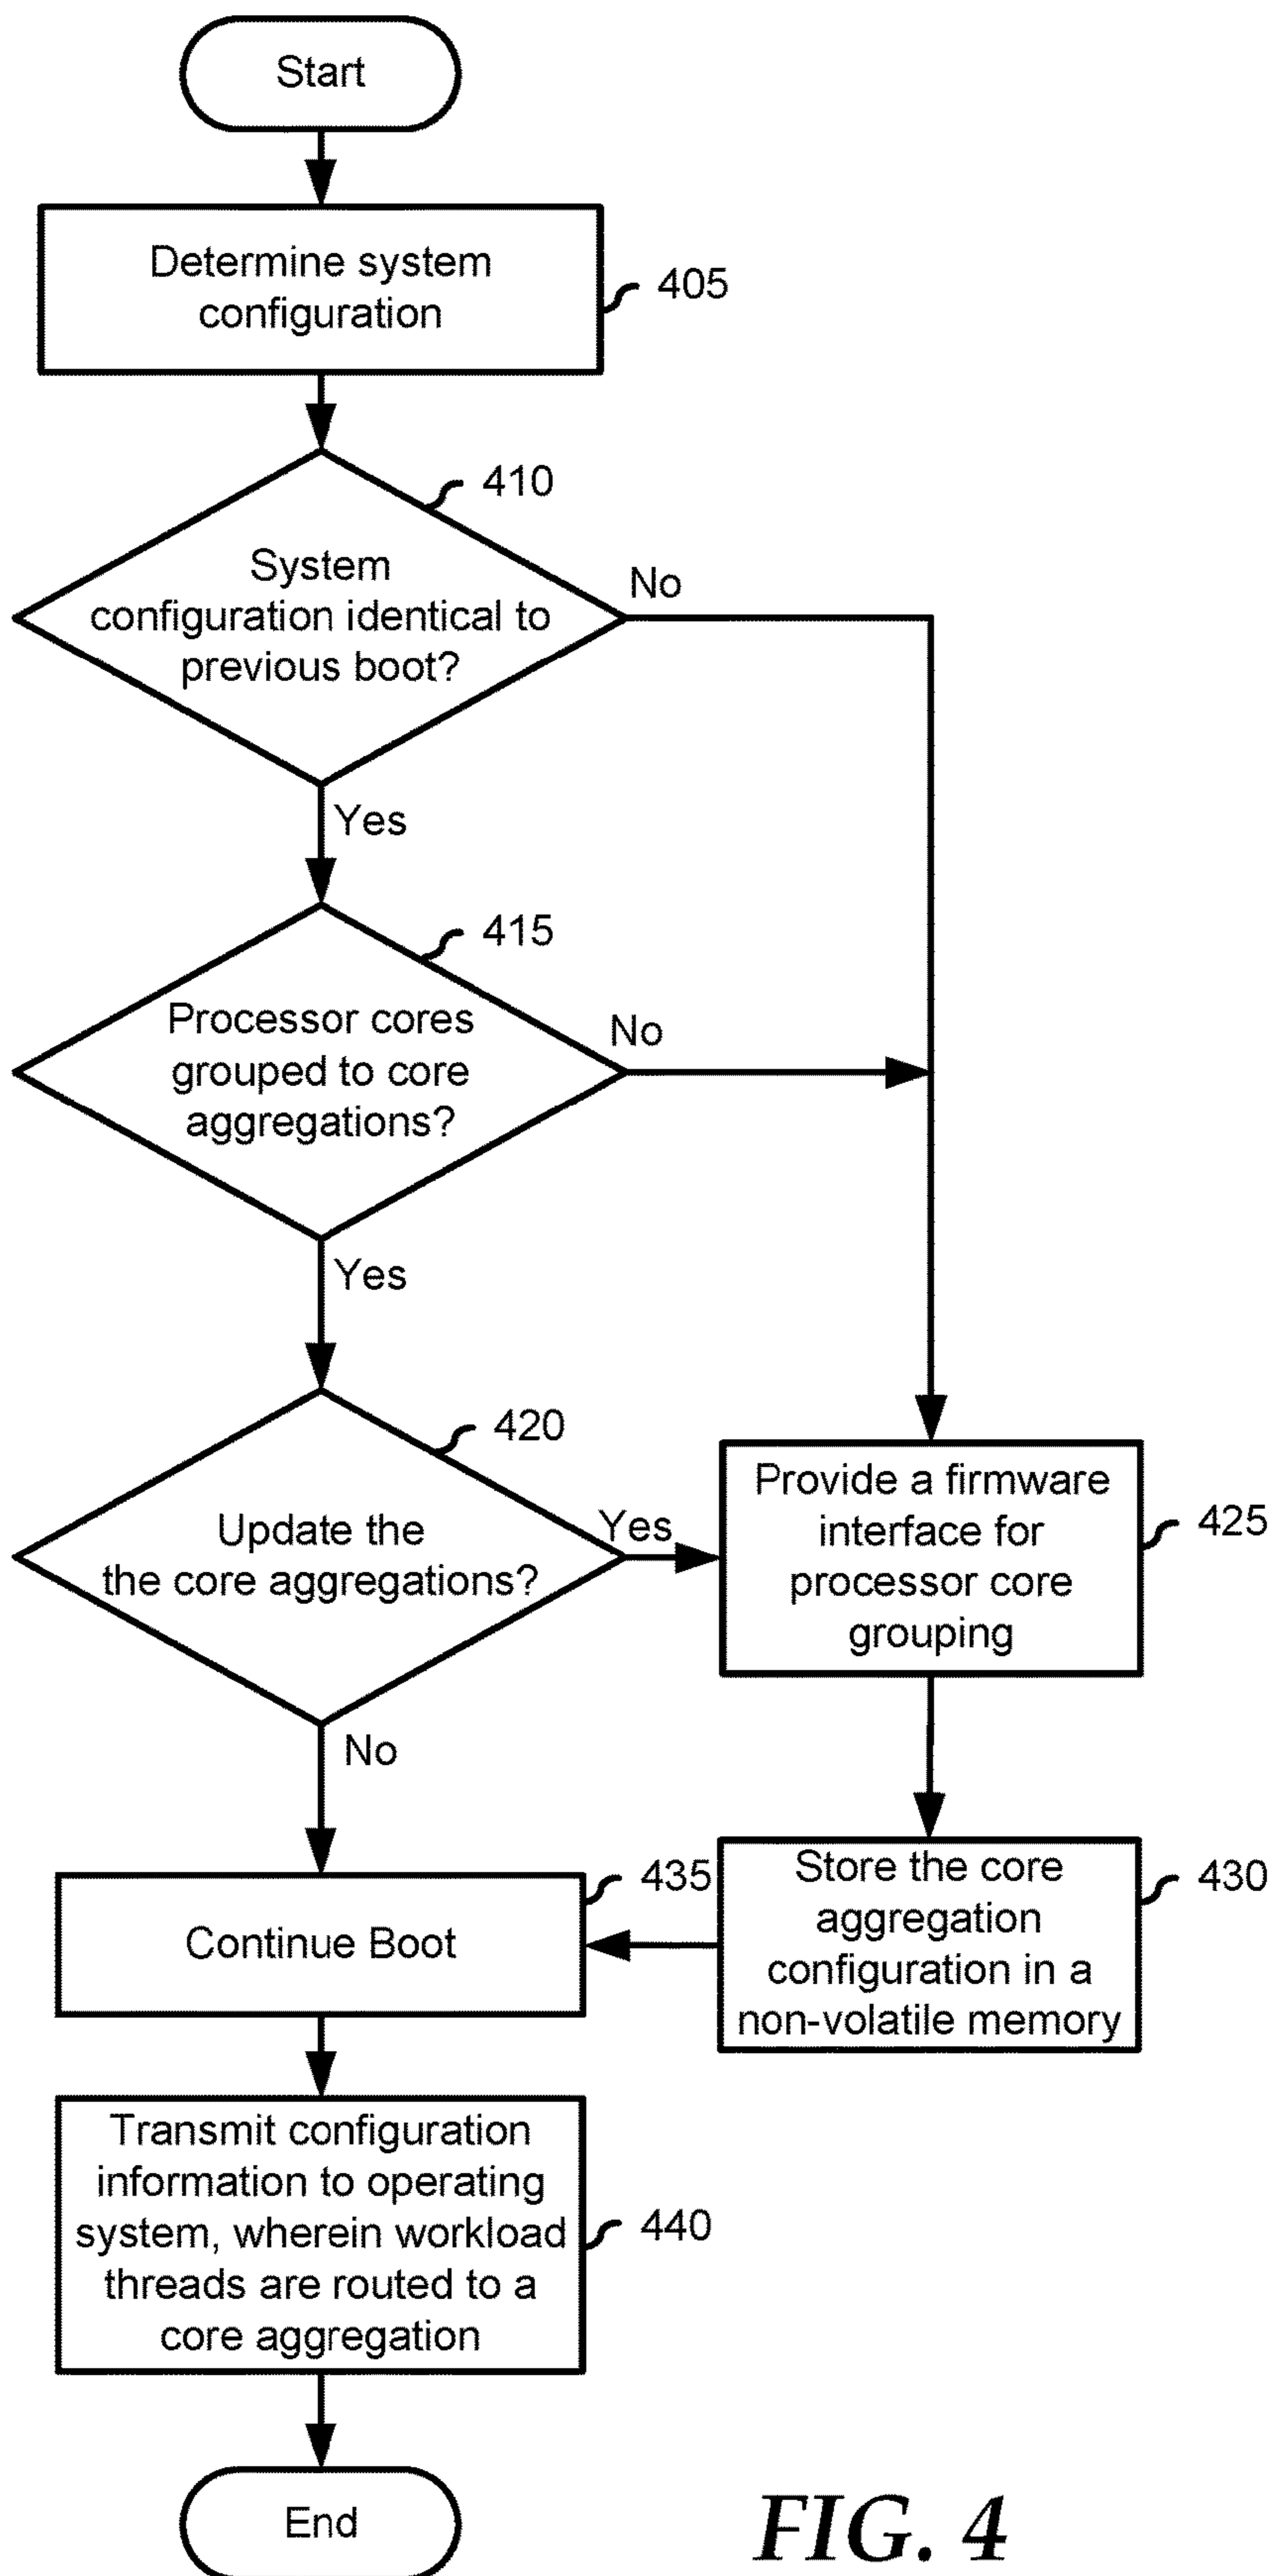 Start
Determine system
configuration
405
410
System
configuration identical to
previous boot?
No
Yes
415
Processor cores
grouped to core
aggregations?
No
Yes
420
Update the
the core aggregations?
Yes
No
Provide a firmware
interface for
processor core
grouping
425
Store the core
aggregation
configuration in a
non-volatile memory
430
435
Continue Boot
Transmit configuration
information to operating
system, wherein workload
threads are routed to a
core aggregation
440
End
FIG. 4